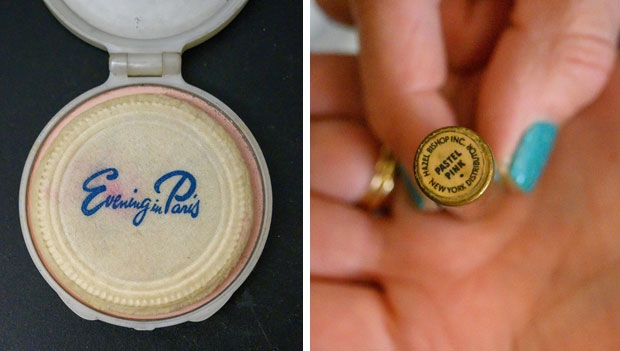 Evening in Paris
HAZEL BISHOP INC.
PASTEL
PINK
NEW YORK DISTRIBUTOR